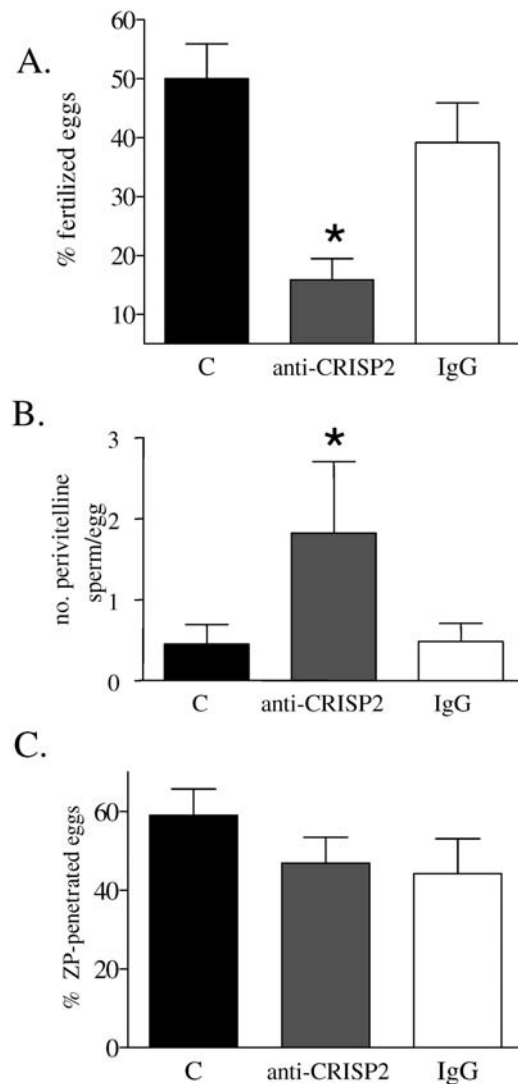 A.
% fertilized eggs
60
50
40
30
20
10
*
C anti-CRISP2 IgG
B.
no. perivitelline
sperm/egg
3
2
1
0
*
C anti-CRISP2 IgG
C.
% ZP-penetrated eggs
60
40
20
0
C anti-CRISP2 IgG